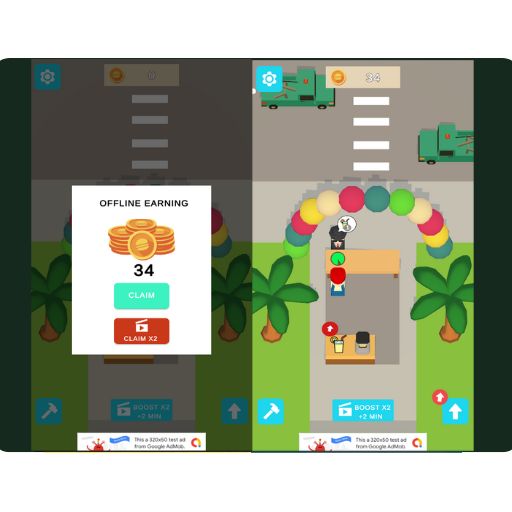 0
OFFLINE EARNING
34
CLAIM
CLAIM X2
BOOST X2
+2 MIN
This a 320x50 test ad
from Google AdMob.
34
BOOST X2
+2 MIN
This a 320x50 test ad
from Google AdMob.